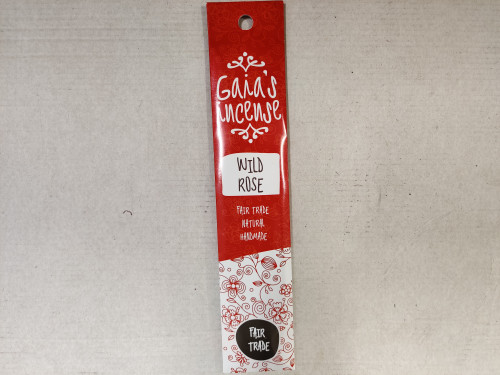 Gaia's
incense
WILD
ROSE
FAIR TRADE
NATURAL
HANDMADE
FAIR
TRADE